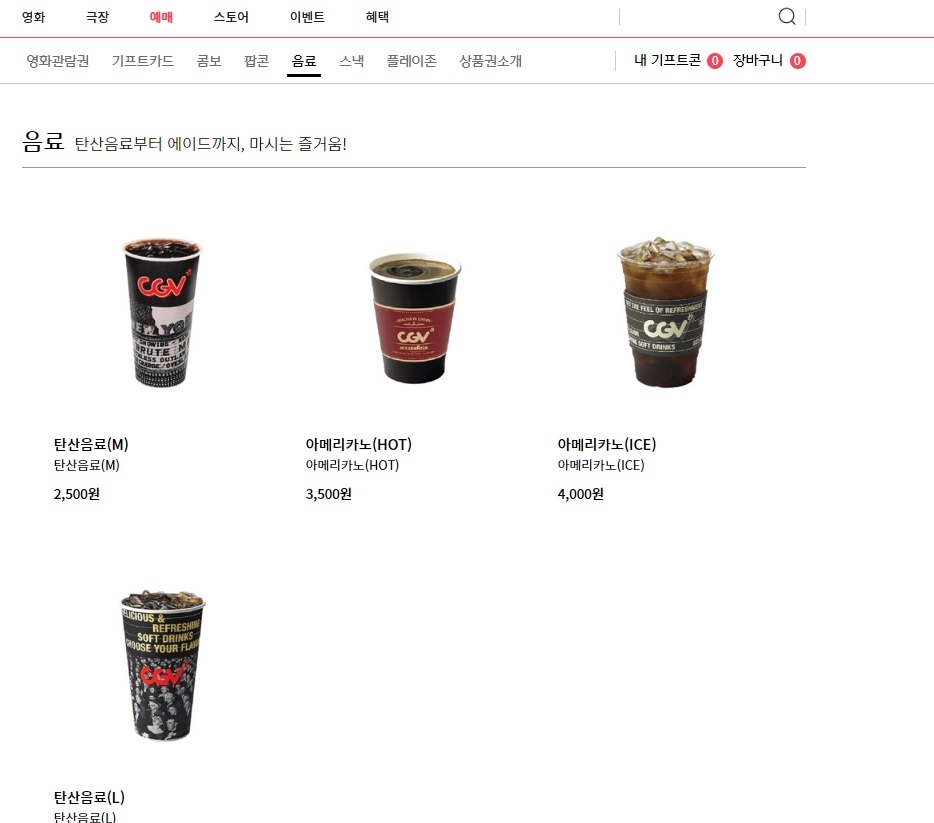 영화 극장 예매 스토어 이벤트 혜택
영화관람권 기프트카드 콤보 팝콘 음료 스낵 플레이존 상품권소개 내 기프트콘 0 장바구니 0
음료 탄산음료부터 에이드까지, 마시는 즐거움!
CGV
NEW YO
CGV
CGV
THE FEEL OF REFRESHMENT
SOFT DRINKS
탄산음료(M) 아메리카노(HOT) 아메리카노(ICE)
탄산음료(M) 아메리카노(HOT) 아메리카노(ICE)
2,500원 3,500원 4,000원
ELICIOUS &
REFRESHING
SOFT DRINKS
CHOOSE YOUR FLAV
CGV
탄산음료(L)
탄산음료(L)